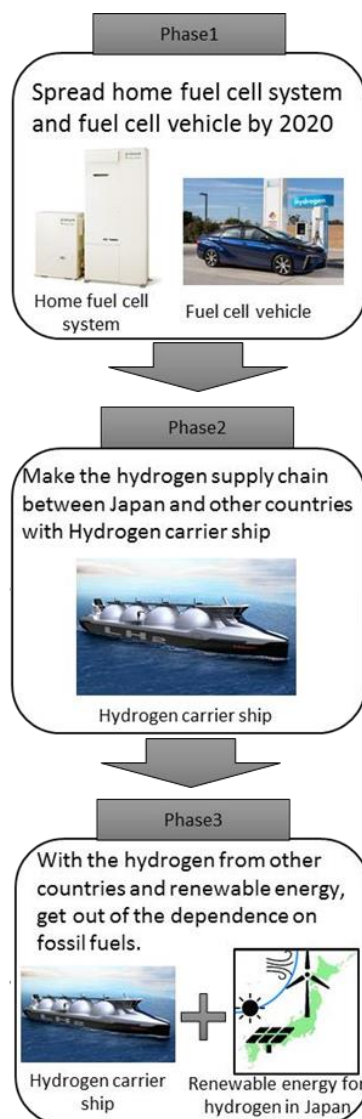 Phase1
Spread home fuel cell system
and fuel cell vehicle by 2020
Hydrogen
Home fuel cell
system
Fuel cell vehicle
Phase2
Make the hydrogen supply chain
between Japan and other countries
with Hydrogen carrier ship
LH2
Hydrogen carrier ship
Phase3
With the hydrogen from other
countries and renewable energy,
get out of the dependence on
fossil fuels.
Hydrogen carrier
ship
Renewable energy for
hydrogen in Japan